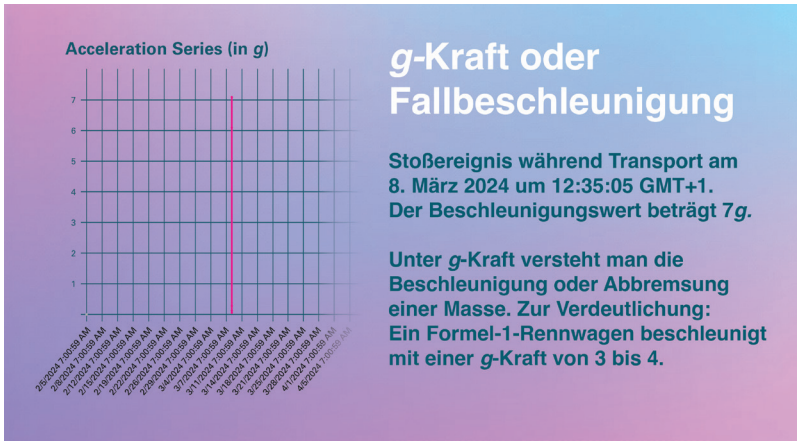 Acceleration Series (in g)
7
6
5
4
3
2
1
2/5/2024 7:00:59 AM
2/8/2024 7:00:59 AM
2/12/2024 7:00:59 AM
2/15/2024 7:00:59 AM
2/19/2024 7:00:59 AM
2/22/2024 7:00:59 AM
2/26/2024 7:00:59 AM
2/29/2024 7:00:59 AM
3/4/2024 7:00:59 AM
3/7/2024 7:00:59 AM
3/11/2024 7:00:59 AM
3/14/2024 7:00:59 AM
3/18/2024 7:00:59 AM
3/21/2024 7:00:59 AM
3/25/2024 7:00:59 AM
3/28/2024 7:00:59 AM
4/1/2024 7:00:59 AM
4/5/2024 7:00:59 AM
g-Kraft oder
Fallbeschleunigung
Stoßereignis während Transport am
8. März 2024 um 12:35:05 GMT+1.
Der Beschleunigungswert beträgt 7g.
Unter g-Kraft versteht man die
Beschleunigung oder Abbremsung
einer Masse. Zur Verdeutlichung:
Ein Formel-1-Rennwagen beschleunigt
mit einer g-Kraft von 3 bis 4.